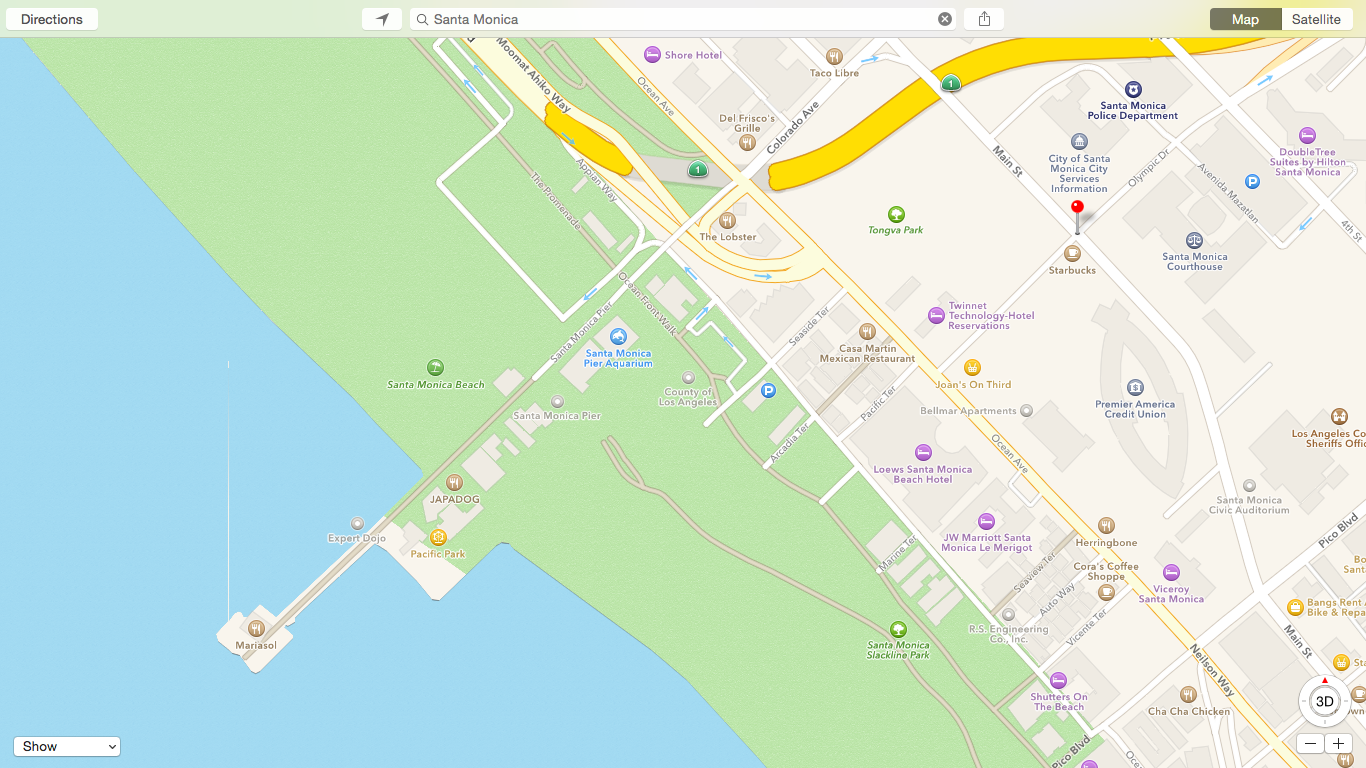 Directions
Santa Monica
Map
Satellite
Moomat Ahiko Way
Shore Hotel
Taco Libre
1
Ocean Ave
Santa Monica
Police Department
Del Frisco's
Grille
Colorado Ave
Main St
City of Santa
Monica City
Services
Information
Olympic Dr
DoubleTree
Suites by Hilton
Santa Monica
Avenida Mazatlan
P
4th St
1
Appian Way
The Promenade
The Lobster
Tongva Park
Santa Monica
Courthouse
Starbucks
Ocean Front Walk
Santa Monica Pier
Seaside Ter
Twinnet
Technology-Hotel
Reservations
Santa Monica
Pier Aquarium
Casa Martin
Mexican Restaurant
Santa Monica Beach
Joan's On Third
County of
Los Angeles
P
Pacific Ter
Premier America
Credit Union
Santa Monica Pier
Bellmar Apartments
Arcadia Ter
Ocean Ave
Los Angeles Co
Sheriffs Offic
Loews Santa Monica
Beach Hotel
JAPADOG
Santa Monica
Civic Auditorium
Expert Dojo
Pacific Park
JW Marriott Santa
Monica Le Merigot
Herringbone
Pico Blvd
Marine Ter
Seaview Ter
Cora's Coffee
Shoppe
Auto Way
Viceroy
Santa Monica
Bo
Santa
Bangs Rent
Bike & Repa
Mariasol
R.S. Engineering
Co., Inc.
Vicente Ter
Santa Monica
Slackline Park
Main St
Neilson Way
Sta
Shutters On
The Beach
3D
Cha Cha Chicken
wn
Pico Blvd
Oce
Show